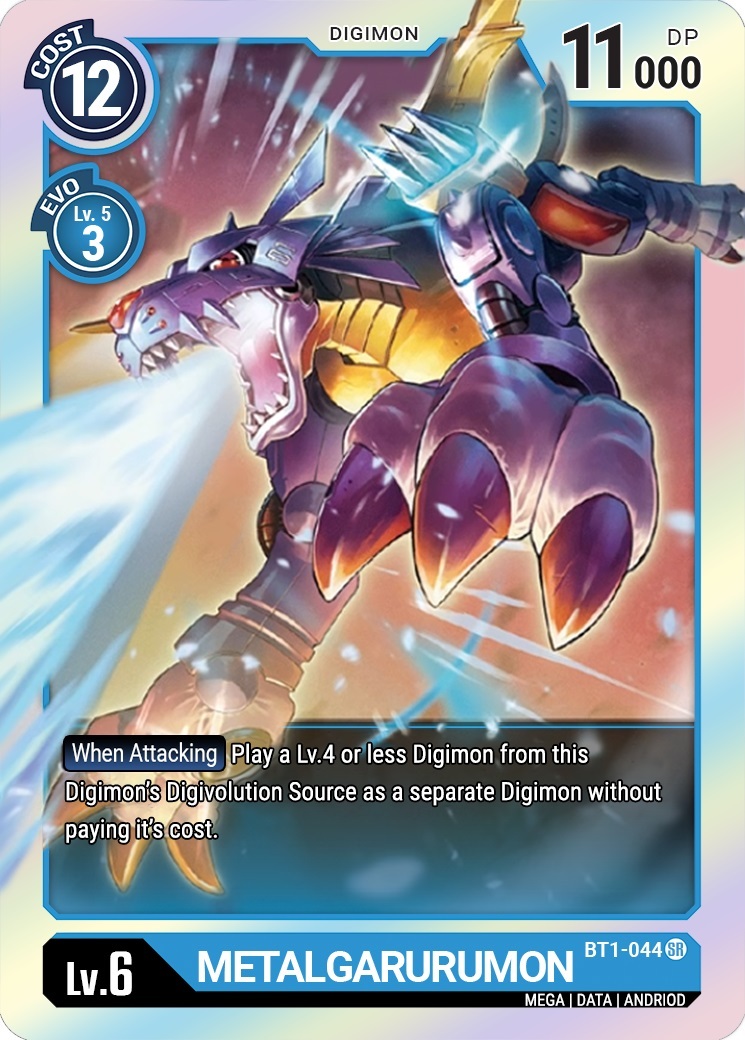 COST
12
DIGIMON
DP
11000
EVO
Lv. 5
3
When Attacking Play a Lv.4 or less Digimon from this
Digimon's Digivolution Source as a separate Digimon without
paying it's cost.
Lv.6
METALGARURUMON
BT1-044 SR
MEGA | DATA | ANDRIOD